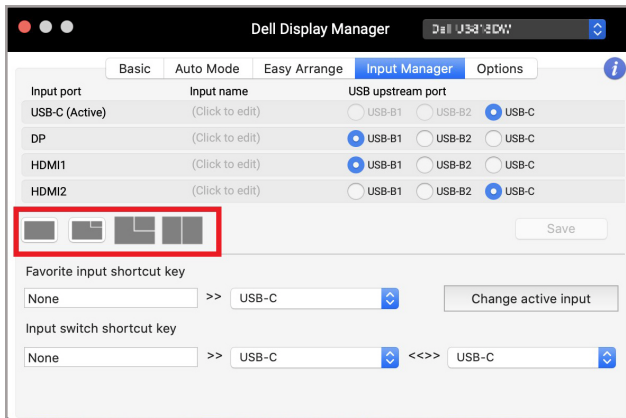 Dell Display Manager
Basic Auto Mode Easy Arrange Input Manager Options i
Input port Input name USB upstream port
USB-C (Active) (Click to edit) USB-B1 USB-B2 USB-C
DP (Click to edit) USB-B1 USB-B2 USB-C
HDMI1 (Click to edit) USB-B1 USB-B2 USB-C
HDMI2 (Click to edit) USB-B1 USB-B2 USB-C
Save
Favorite input shortcut key
None >> USB-C Change active input
Input switch shortcut key
None >> USB-C <<>> USB-C